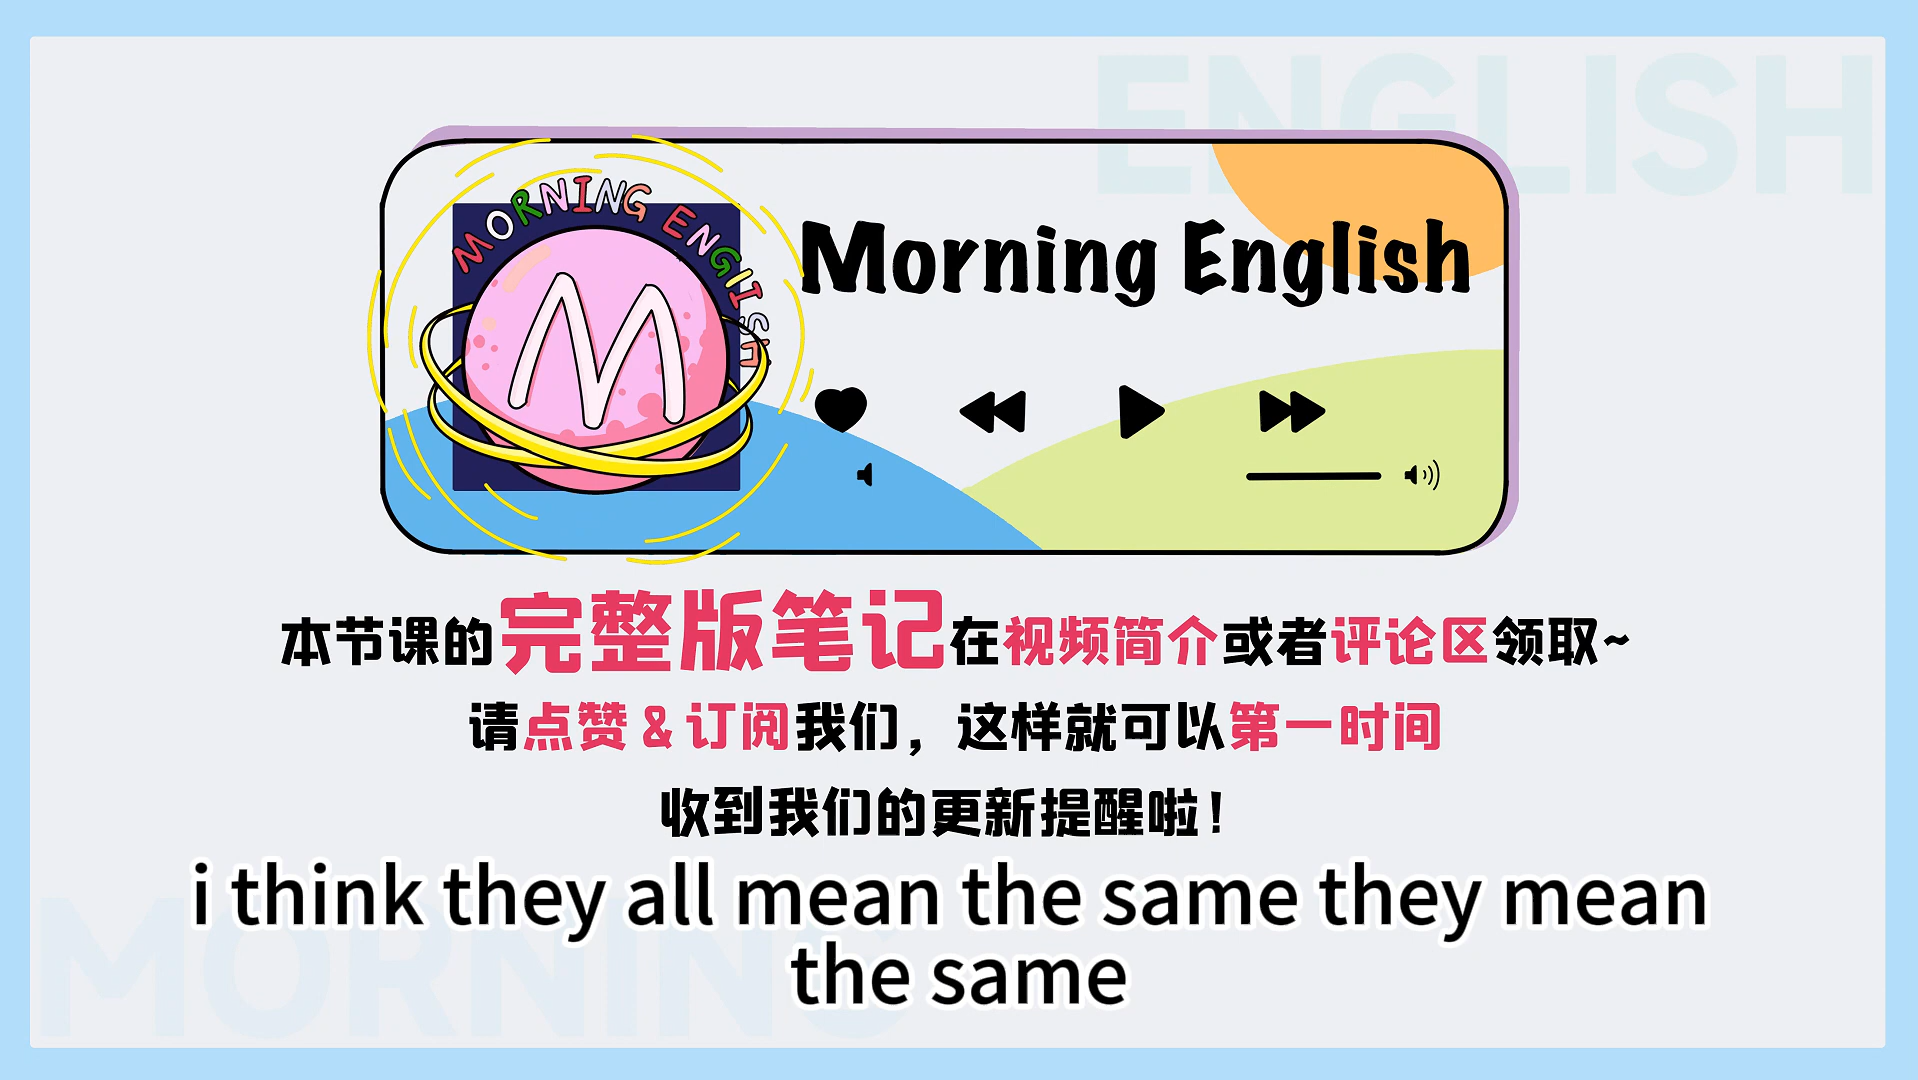 ENGLISH
MORNING ENGLISH
M
Morning English
本节课的完整版笔记在视频简介或者评论区领取~
请点赞&订阅我们，这样就可以第一时间
收到我们的更新提醒啦！
i think they all mean the same they mean
the same
MORNING